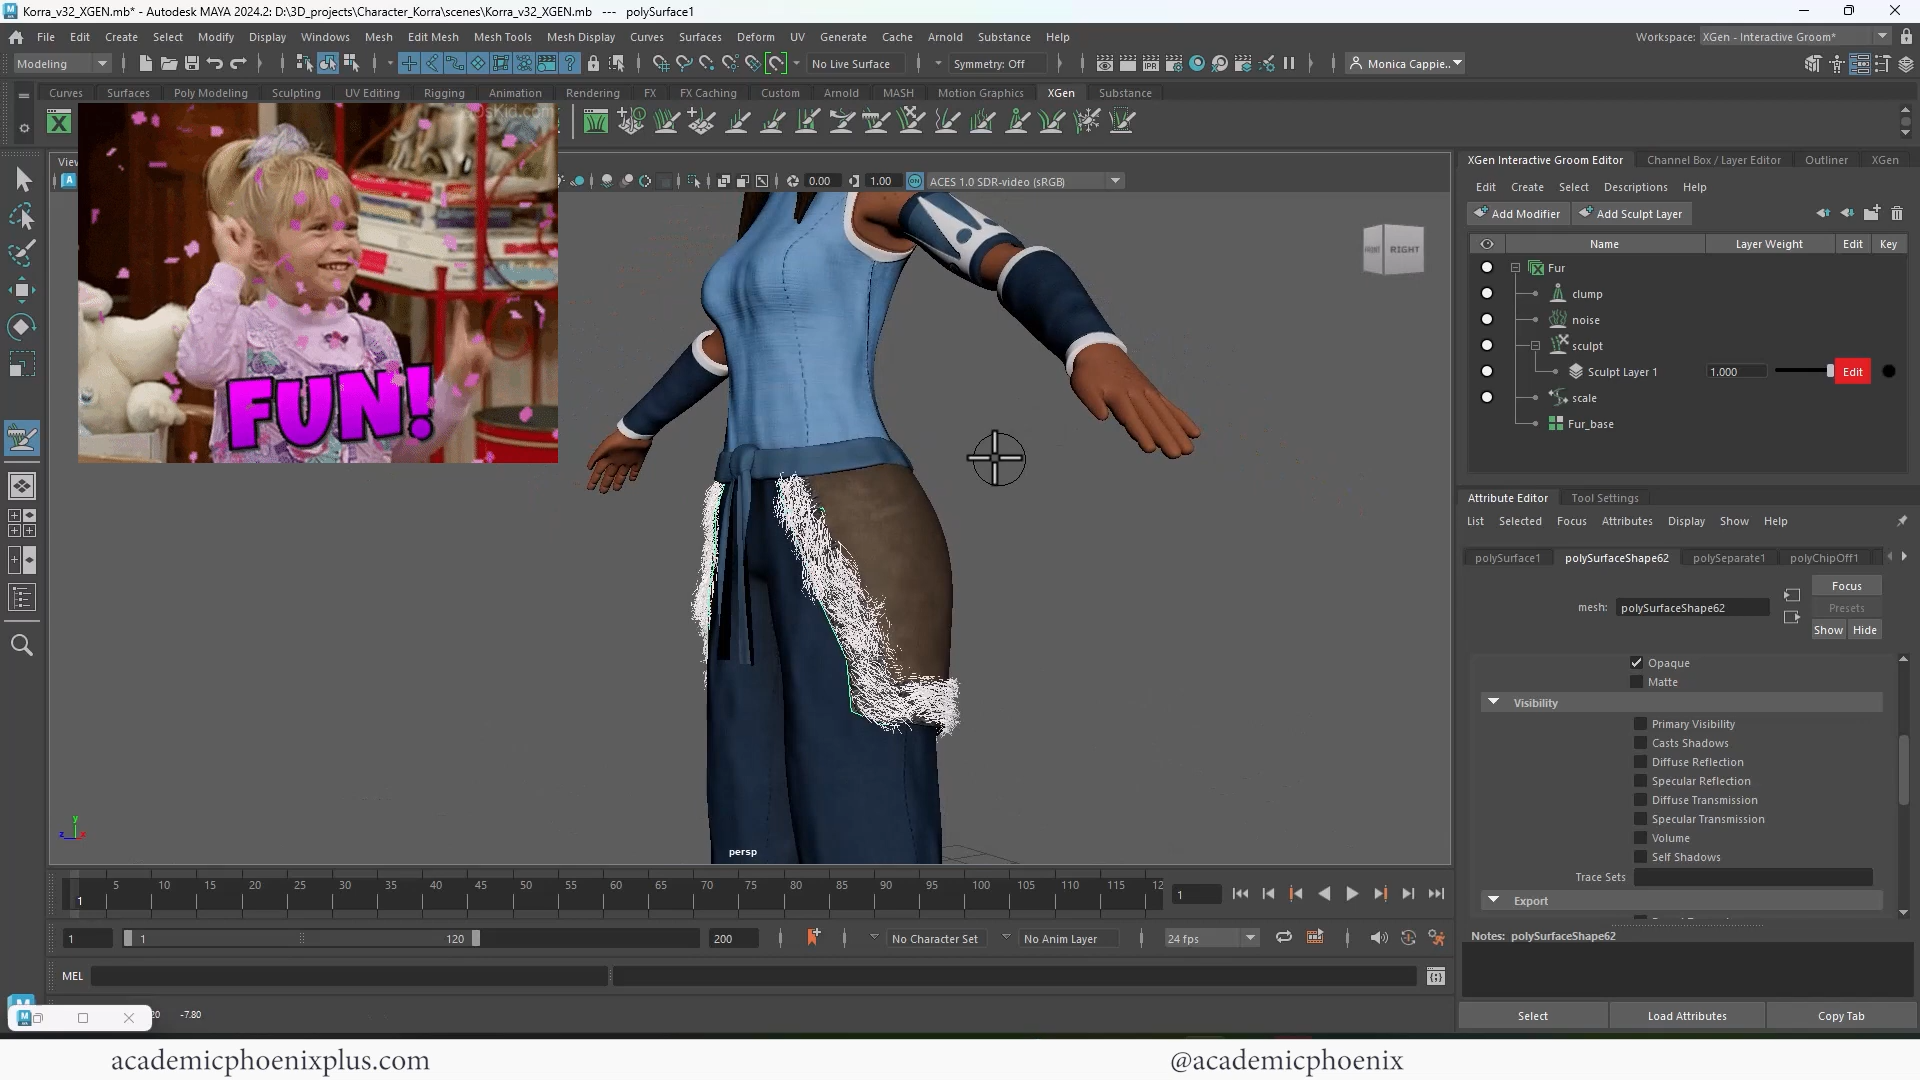 Korra_v32_XGEN.mb* - Autodesk MAYA 2024.2: D:\3D_projects\Character_Korra\scenes\Korra_v32_XGEN.mb --- polySurface1
File Edit Create Select Modify Display Windows Mesh Edit Mesh Mesh Tools Mesh Display Curves Surfaces Deform UV Generate Cache Arnold Substance Help
Workspace: XGen - Interactive Groom*
Modeling
No Live Surface
Symmetry: Off
Monica Cappie..
Curves Surfaces Poly Modeling Sculpting UV Editing Rigging Animation Rendering FX FX Caching Custom Arnold MASH Motion Graphics XGen Substance
View
0.00 1.00 ON ACES 1.0 SDR-video (sRGB)
FUN!
FRONT RIGHT
persp
y
z x
XGen Interactive Groom Editor Channel Box / Layer Editor Outliner XGen
Edit Create Select Descriptions Help
Add Modifier Add Sculpt Layer
Name Layer Weight Edit Key
Fur
clump
noise
sculpt
Sculpt Layer 1 1.000 Edit
scale
Fur_base
Attribute Editor Tool Settings
List Selected Focus Attributes Display Show Help
polySurface1 polySurfaceShape62 polySeparate1 polyChipOff1
Focus
mesh: polySurfaceShape62
Presets
Show Hide
Opaque
Matte
Visibility
Primary Visibility
Casts Shadows
Diffuse Reflection
Specular Reflection
Diffuse Transmission
Specular Transmission
Volume
Self Shadows
Trace Sets
Export
Notes: polySurfaceShape62
Select Load Attributes Copy Tab
5 10 15 20 25 30 35 40 45 50 55 60 65 70 75 80 85 90 95 100 105 110 115 12
1
1
1 1 120 200
No Character Set No Anim Layer 24 fps
MEL
20 -7.80
academicphoenixplus.com
@academicphoenix